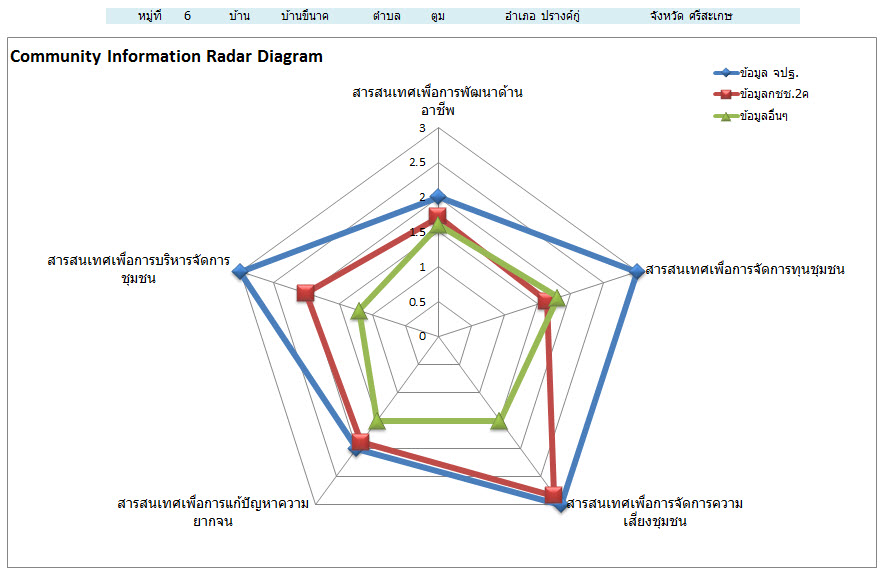 หมู่ที่ 6 บ้าน บ้านขี้นาค ตำบล ตูม อำเภอ ปรางค์กู่ จังหวัด ศรีสะเกษ
Community Information Radar Diagram
ข้อมูล จปฐ.
ข้อมูลกชช.2ค
ข้อมูลอื่นๆ
สารสนเทศเพื่อการพัฒนาด้าน
อาชีพ
3
2.5
2
1.5
1
0.5
0
สารสนเทศเพื่อการบริหารจัดการ
ชุมชน
สารสนเทศเพื่อการจัดการทุนชุมชน
สารสนเทศเพื่อการแก้ปัญหาความ
ยากจน
สารสนเทศเพื่อการจัดการความ
เสี่ยงชุมชน